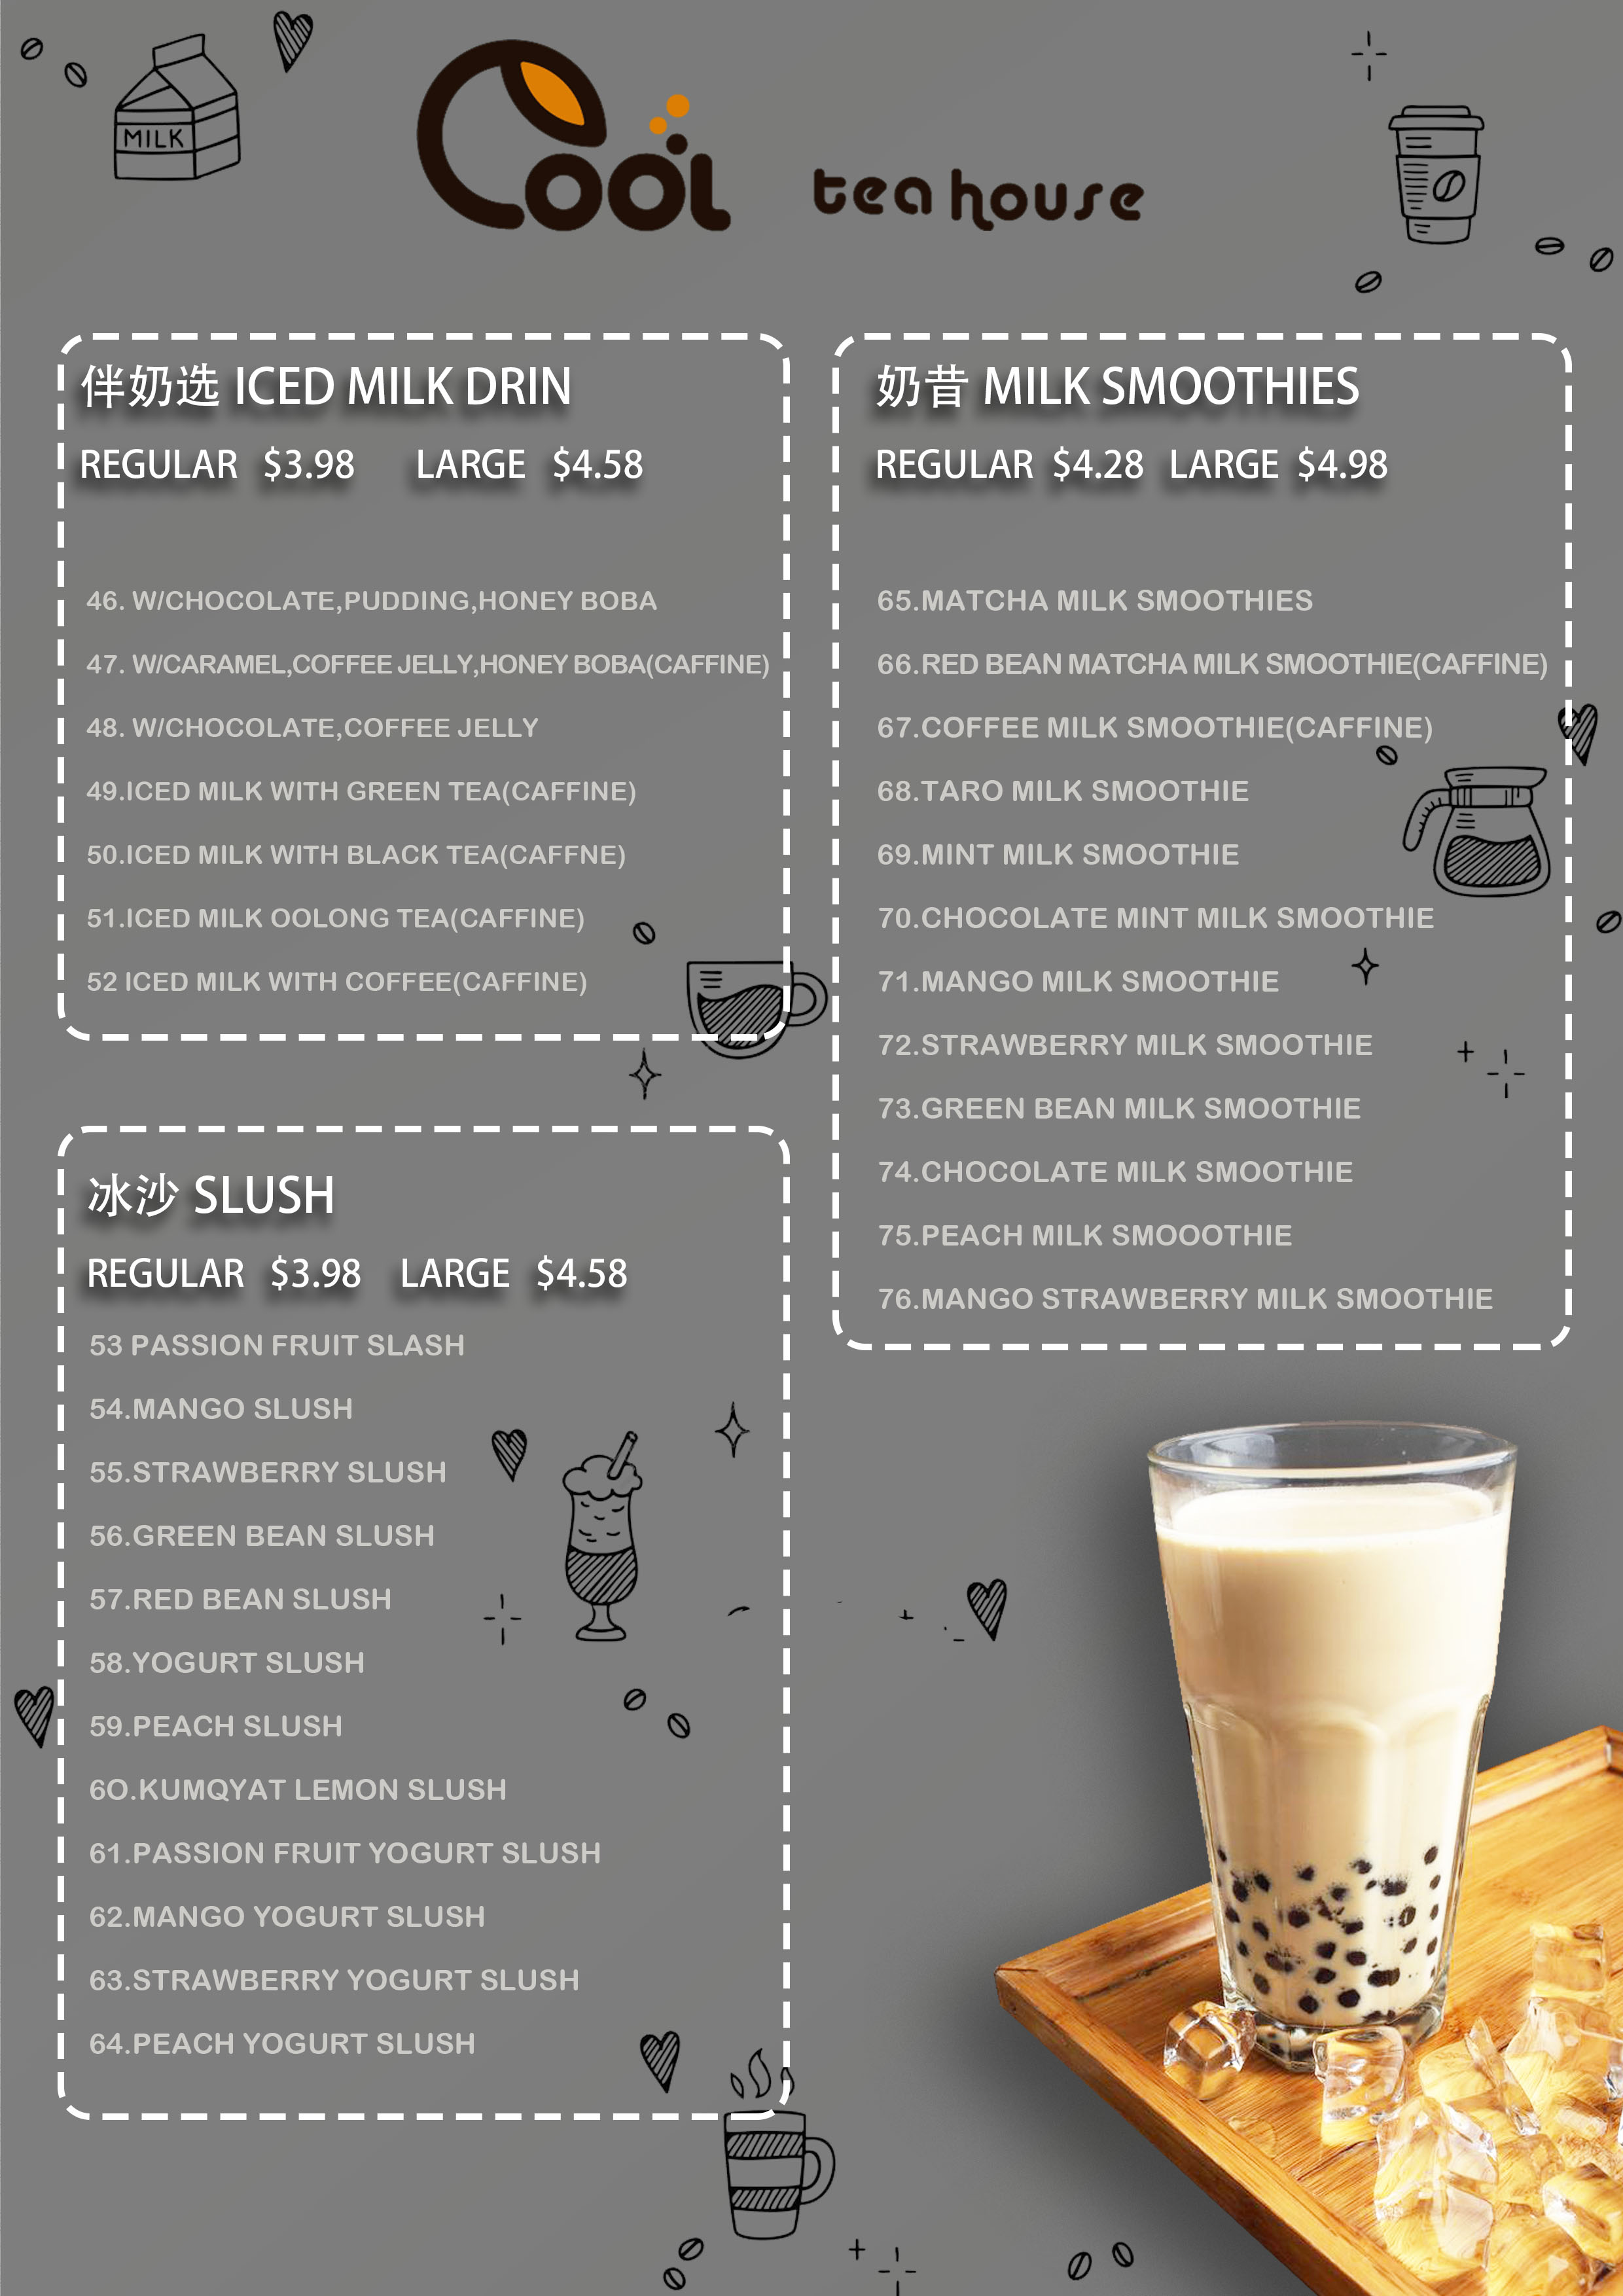 MILK
Cool tea house
伴奶选 ICED MILK DRIN
REGULAR $3.98 LARGE $4.58
46. W/CHOCOLATE,PUDDING,HONEY BOBA
47. W/CARAMEL,COFFEE JELLY,HONEY BOBA(CAFFINE)
48. W/CHOCOLATE,COFFEE JELLY
49.ICED MILK WITH GREEN TEA(CAFFINE)
50.ICED MILK WITH BLACK TEA(CAFFNE)
51.ICED MILK OOLONG TEA(CAFFINE)
52 ICED MILK WITH COFFEE(CAFFINE)
冰沙 SLUSH
REGULAR $3.98 LARGE $4.58
53 PASSION FRUIT SLASH
54.MANGO SLUSH
55.STRAWBERRY SLUSH
56.GREEN BEAN SLUSH
57.RED BEAN SLUSH
58.YOGURT SLUSH
59.PEACH SLUSH
6O.KUMQYAT LEMON SLUSH
61.PASSION FRUIT YOGURT SLUSH
62.MANGO YOGURT SLUSH
63.STRAWBERRY YOGURT SLUSH
64.PEACH YOGURT SLUSH
奶昔 MILK SMOOTHIES
REGULAR $4.28 LARGE $4.98
65.MATCHA MILK SMOOTHIES
66.RED BEAN MATCHA MILK SMOOTHIE(CAFFINE)
67.COFFEE MILK SMOOTHIE(CAFFINE)
68.TARO MILK SMOOTHIE
69.MINT MILK SMOOTHIE
70.CHOCOLATE MINT MILK SMOOTHIE
71.MANGO MILK SMOOTHIE
72.STRAWBERRY MILK SMOOTHIE
73.GREEN BEAN MILK SMOOTHIE
74.CHOCOLATE MILK SMOOTHIE
75.PEACH MILK SMOOOTHIE
76.MANGO STRAWBERRY MILK SMOOTHIE